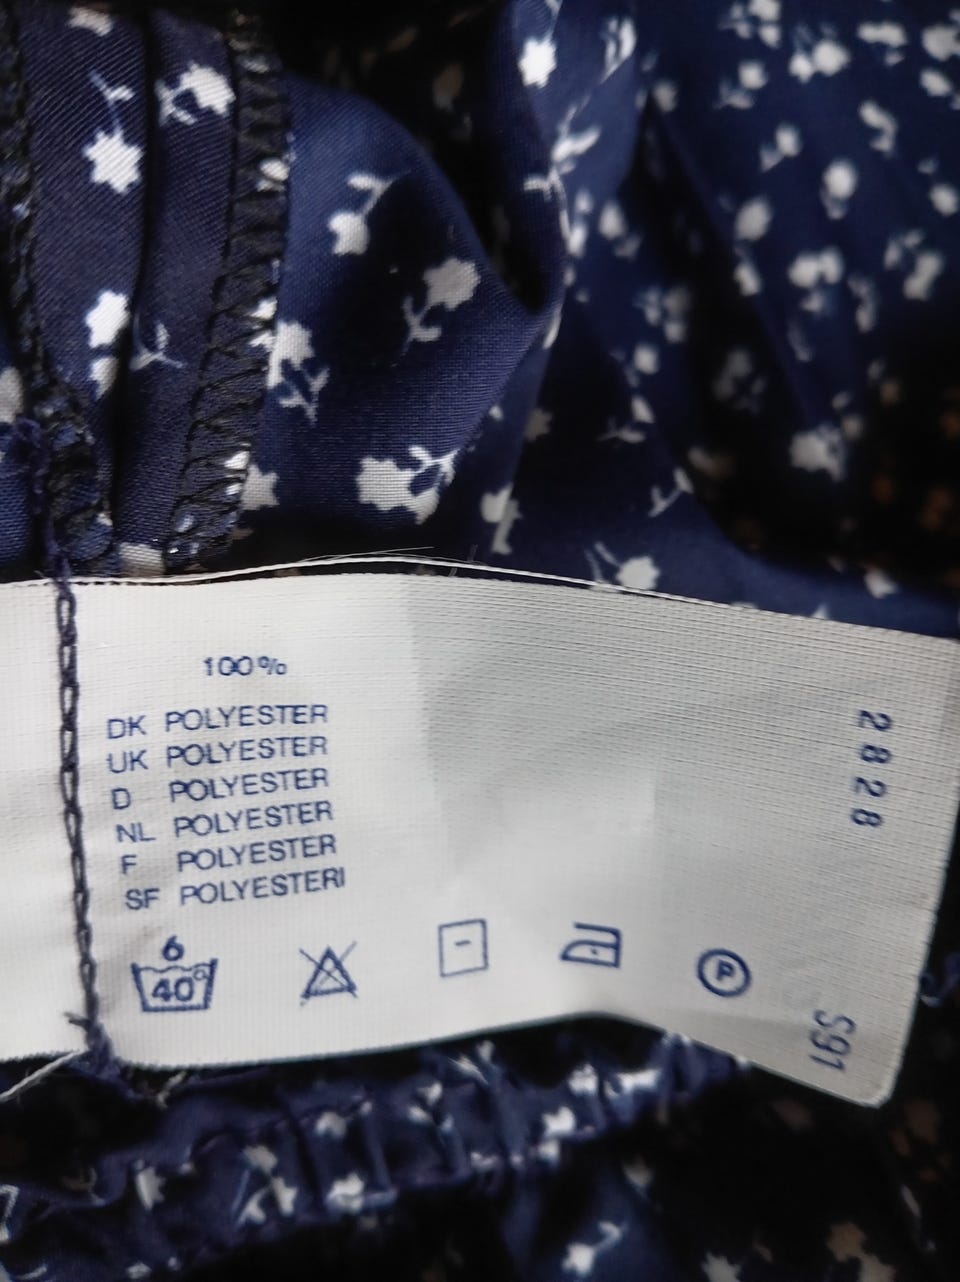 100%
DK POLYESTER
UK POLYESTER
D POLYESTER
NL POLYESTER
F POLYESTER
SF POLYESTERI
6
40°
P
2828
S91